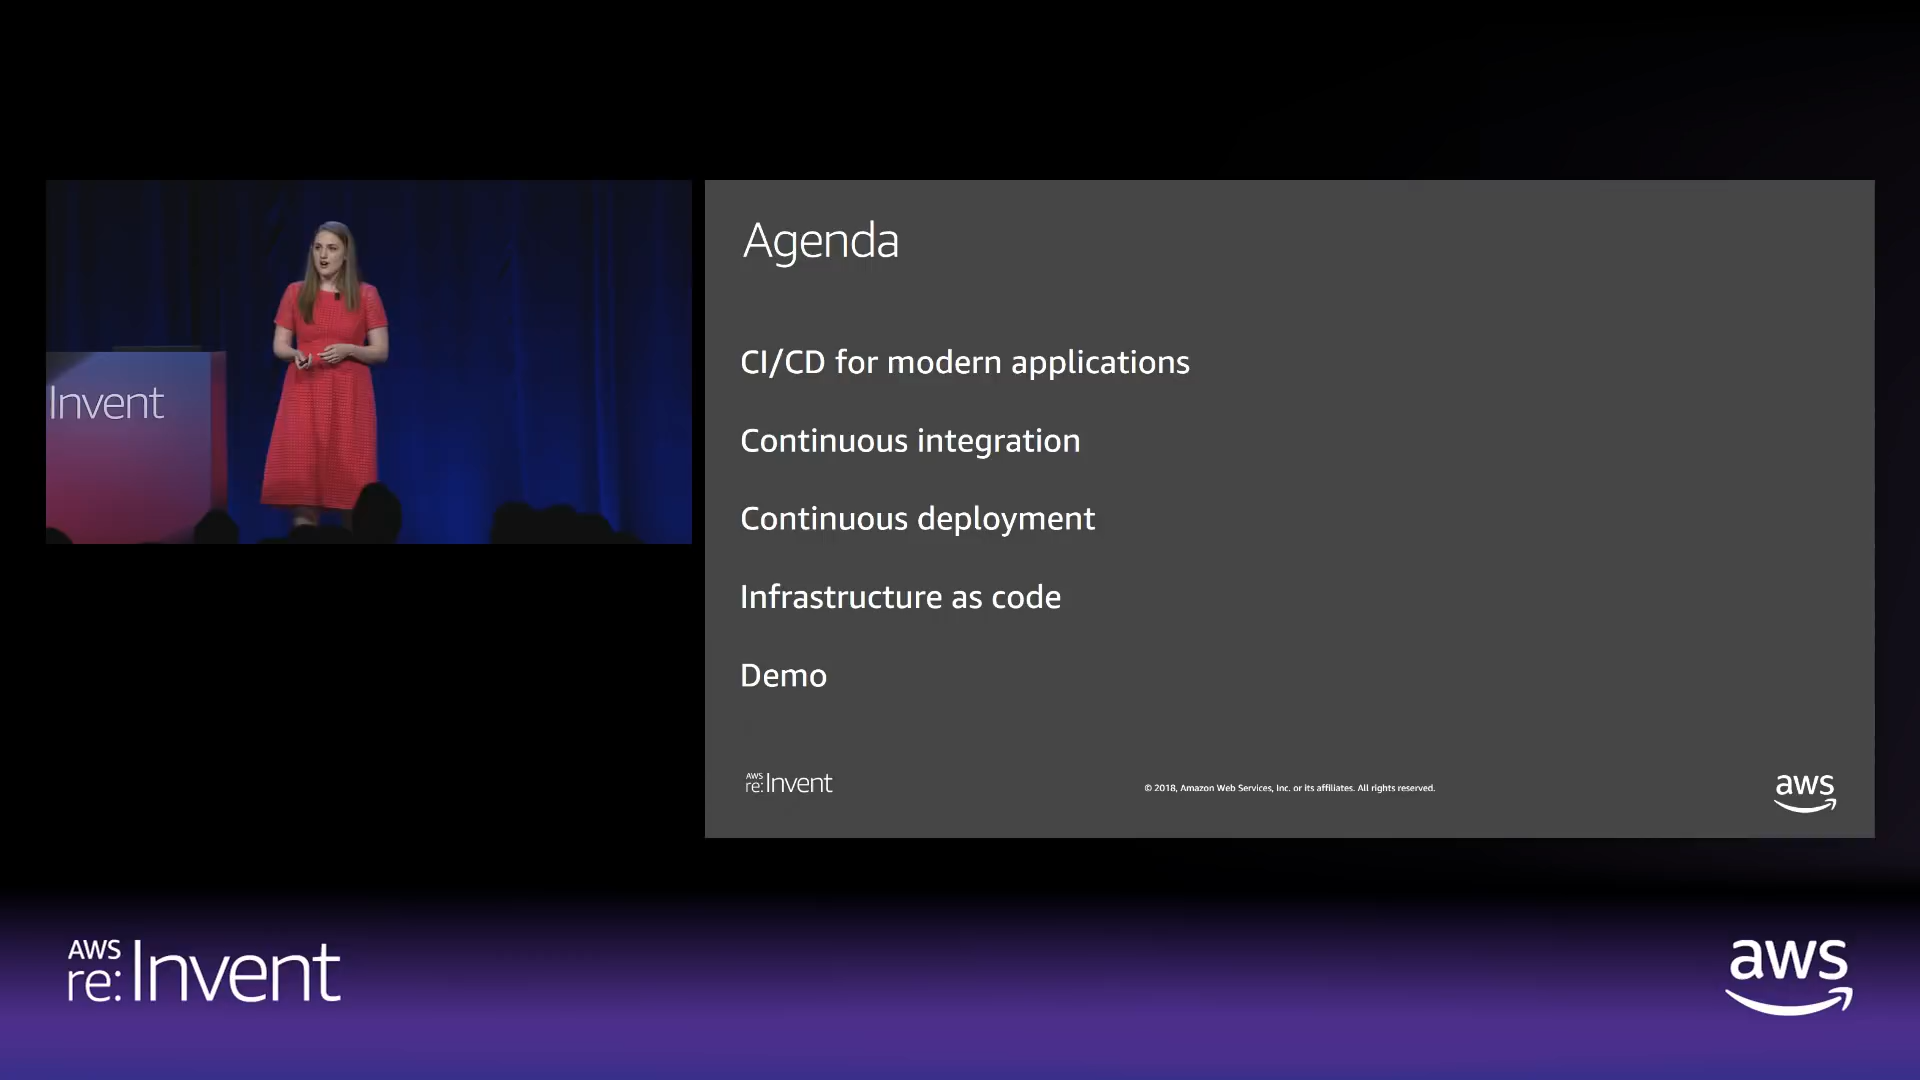 Invent
Agenda
CI/CD for modern applications
Continuous integration
Continuous deployment
Infrastructure as code
Demo
AWS
re:Invent
© 2018, Amazon Web Services, Inc. or its affiliates. All rights reserved.
aws
AWS
re:Invent
aws